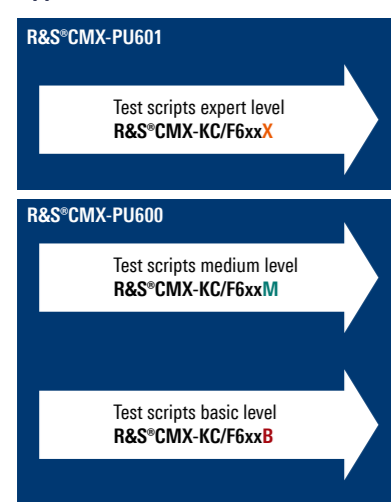 R&S®CMX-PU601
Test scripts expert level
R&S®CMX-KC/F6xxX
R&S®CMX-PU600
Test scripts medium level
R&S®CMX-KC/F6xxM
Test scripts basic level
R&S®CMX-KC/F6xxB